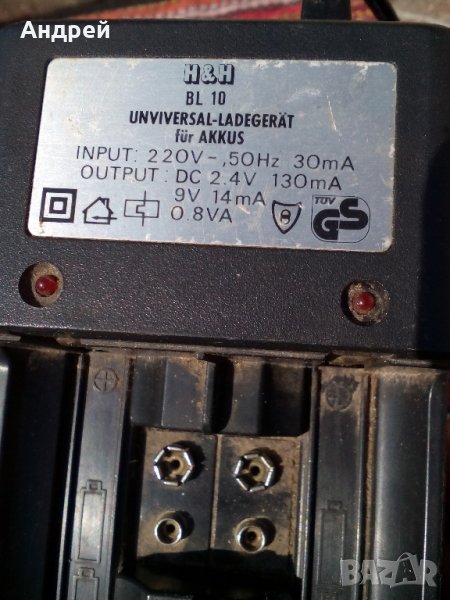 Андрей
H&H
BL 10
UNVIVERSAL-LADEGERÄT
für AKKUS
INPUT: 220V~,50Hz 30mA
OUTPUT: DC 2.4V 130mA
9V 14mA
0.8VA
TÜV
GS
BAZAR